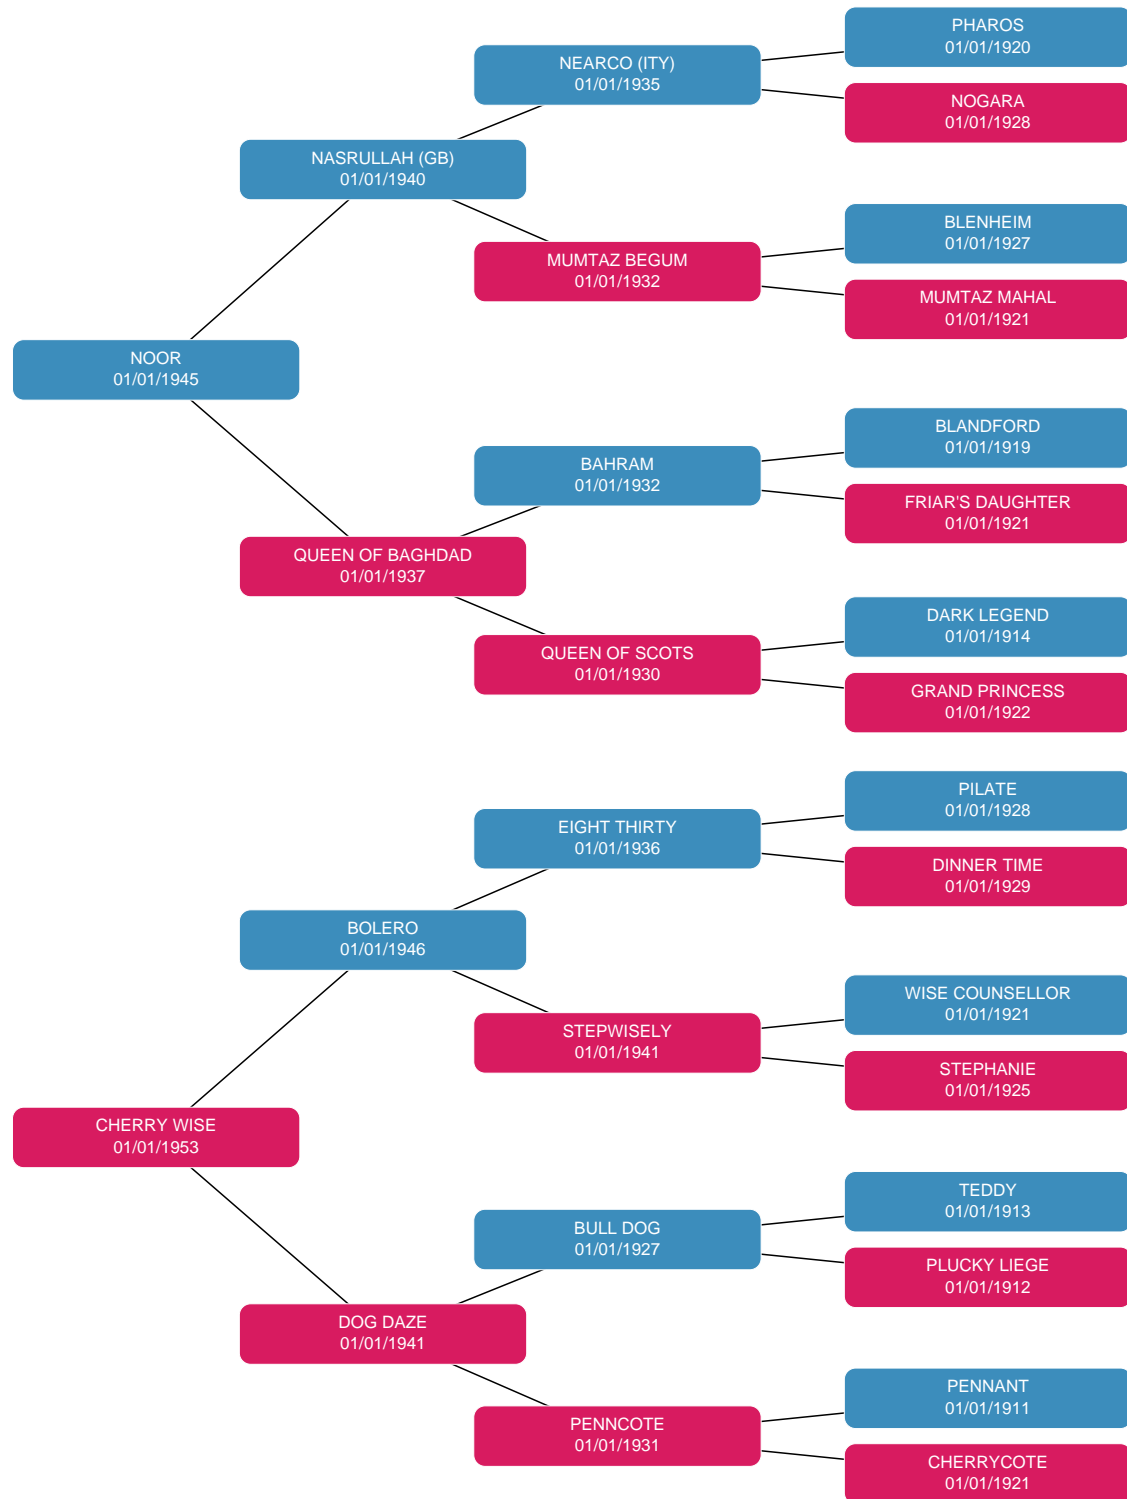 PHAROS
01/01/1920
NEARCO (ITY)
01/01/1935
NOGARA
01/01/1928
NASRULLAH (GB)
01/01/1940
BLENHEIM
01/01/1927
MUMTAZ BEGUM
01/01/1932
MUMTAZ MAHAL
01/01/1921
NOOR
01/01/1945
BLANDFORD
01/01/1919
BAHRAM
01/01/1932
FRIAR'S DAUGHTER
01/01/1921
QUEEN OF BAGHDAD
01/01/1937
DARK LEGEND
01/01/1914
QUEEN OF SCOTS
01/01/1930
GRAND PRINCESS
01/01/1922
PILATE
01/01/1928
EIGHT THIRTY
01/01/1936
DINNER TIME
01/01/1929
BOLERO
01/01/1946
WISE COUNSELLOR
01/01/1921
STEPWISELY
01/01/1941
STEPHANIE
01/01/1925
CHERRY WISE
01/01/1953
TEDDY
01/01/1913
BULL DOG
01/01/1927
PLUCKY LIEGE
01/01/1912
DOG DAZE
01/01/1941
PENNANT
01/01/1911
PENNCOTE
01/01/1931
CHERRYCOTE
01/01/1921